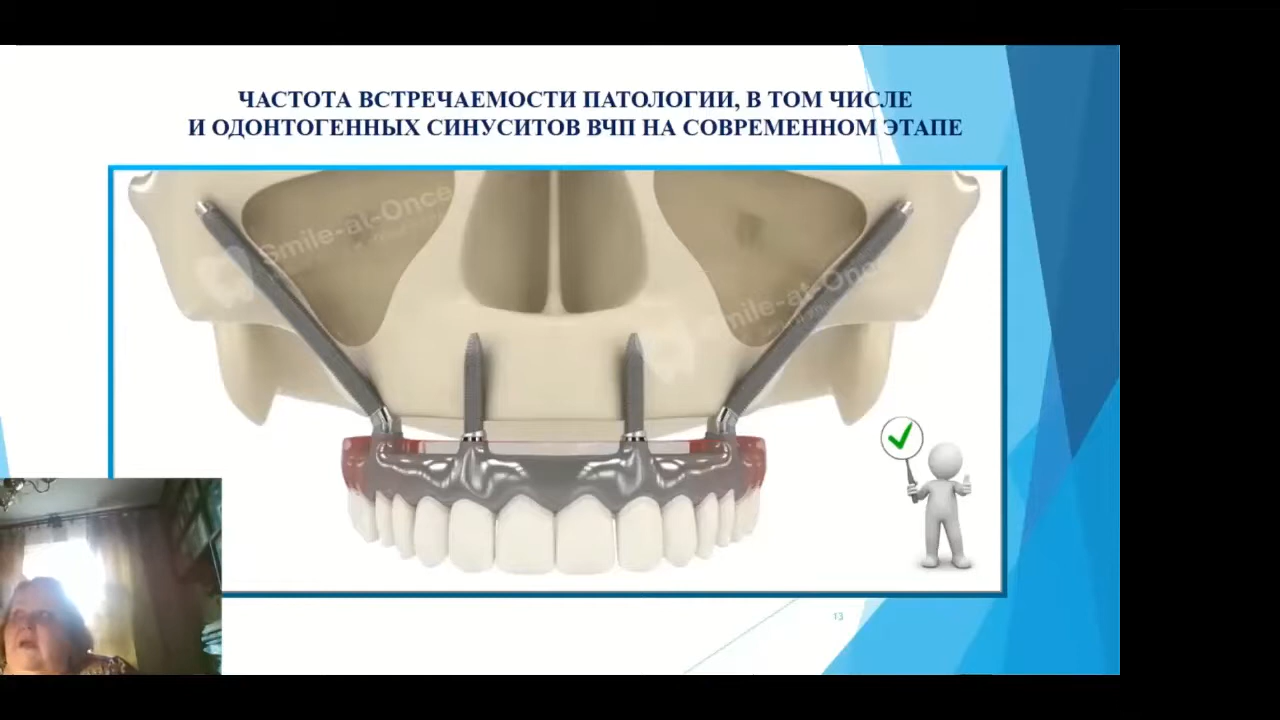 ЧАСТОТА ВСТРЕЧАЕМОСТИ ПАТОЛОГИИ, В ТОМ ЧИСЛЕ
И ОДОНТОГЕННЫХ СИНУСИТОВ ВЧП НА СОВРЕМЕННОМ ЭТАПЕ
Smile-at-Once
Smile-at-Once
13